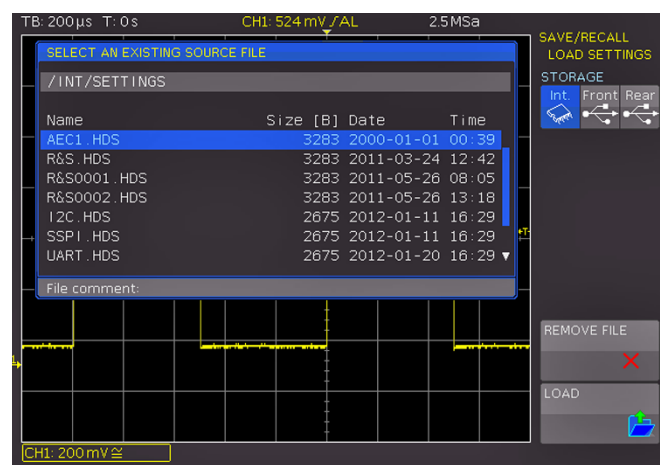 TB: 200µs T: 0s CH1: 524 mV / AL 2.5MSa
SAVE/RECALL
LOAD SETTINGS
SELECT AN EXISTING SOURCE FILE
STORAGE
/INT/SETTINGS
Int. Front Rear
Name Size [B] Date Time
AEC1.HDS 3283 2000-01-01 00:39
R&S.HDS 3283 2011-03-24 12:42
R&S0001.HDS 3283 2011-05-26 08:05
R&S0002.HDS 3283 2011-05-26 13:18
I2C.HDS 2675 2012-01-11 16:29
SSPI.HDS 2675 2012-01-11 16:29
UART.HDS 2675 2012-01-20 16:29
T
File comment:
REMOVE FILE
1
LOAD
CH1: 200 mV ≅